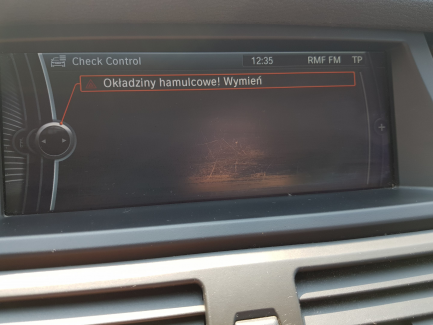 Check Control 12:35 RMF FM TP
Okładziny hamulcowe! Wymień